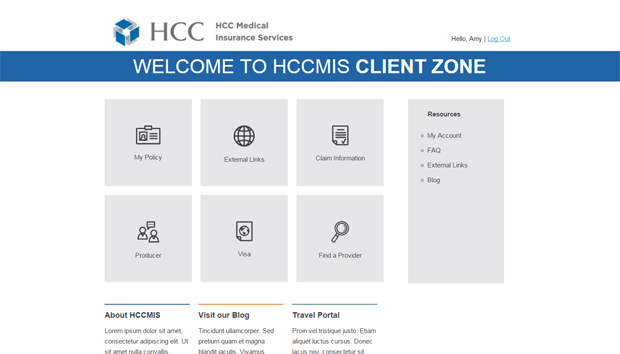 HCC
HCC Medical
Insurance Services
Hello, Amy | Log Out
WELCOME TO HCCMIS CLIENT ZONE
My Policy
External Links
Claim Information
Producer
Visa
Find a Provider
Resources
My Account
FAQ
External Links
Blog
About HCCMIS
Lorem ipsum dolor sit amet,
consectetur adipiscing elit. Ut
sit amet nulla convallis,
Visit our Blog
Tincidunt ullamcorper. Sed
pretium quam et magna
blandit iaculis. Vivamus
Travel Portal
Proin vel tristique justo. Etiam
aliquet luctus cursus. Donec
lacus nisi, consectetur sit